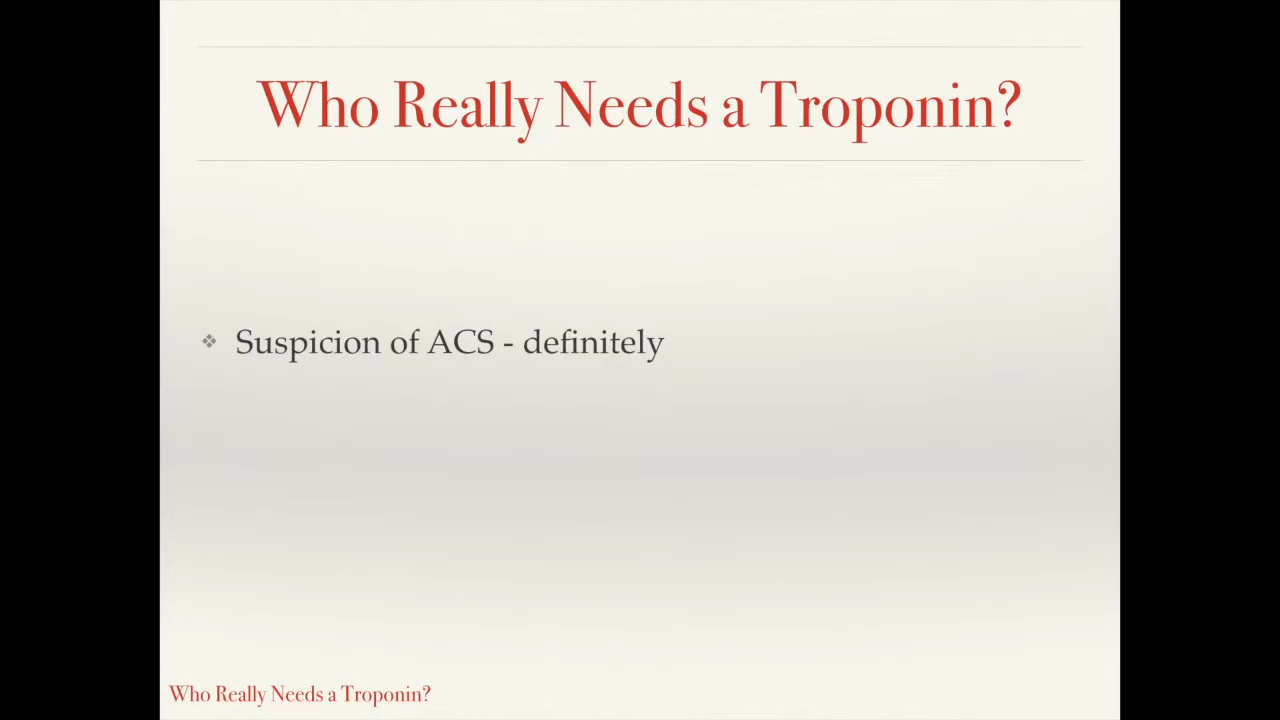 Who Really Needs a Troponin?
❖ Suspicion of ACS - definitely
Who Really Needs a Troponin?